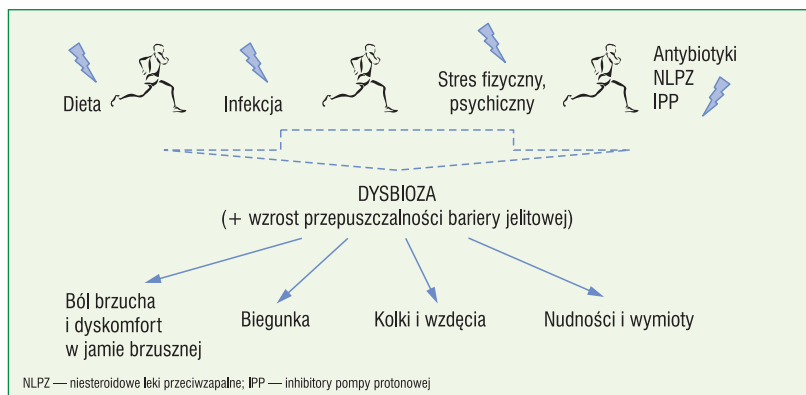 Dieta
Infekcja
Stres fizyczny,
psychiczny
Antybiotyki
NLPZ
IPP
DYSBIOZA
(+ wzrost przepuszczalności bariery jelitowej)
Ból brzucha
i dyskomfort
w jamie brzusznej
Biegunka
Kolki i wzdęcia
Nudności i wymioty
NLPZ — niesteroidowe leki przeciwzapalne; IPP — inhibitory pompy protonowej